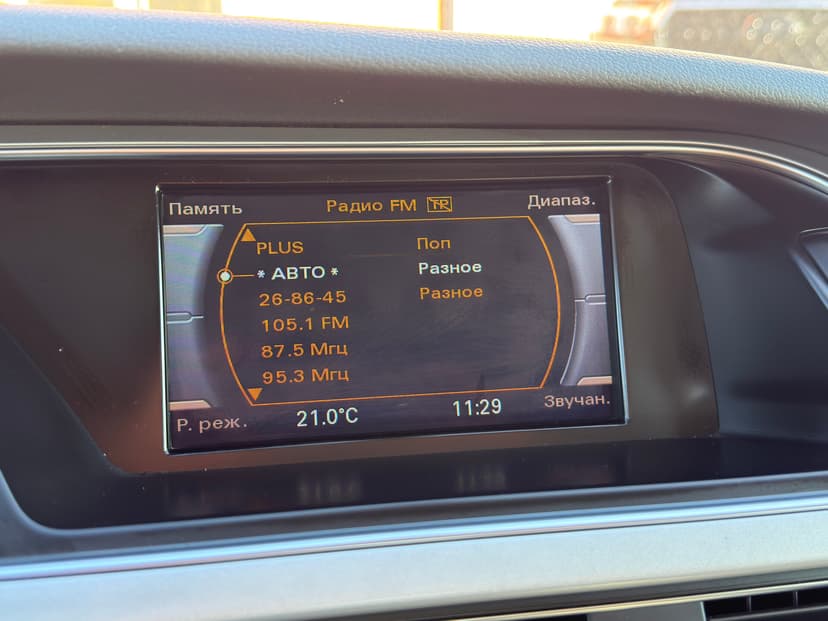 Память Радио FM TP Диапаз.
PLUS Поп
* АВТО * Разное
26-86-45 Разное
105.1 FM
87.5 Мгц
95.3 Мгц
Р. реж. 21.0°C 11:29 Звучан.